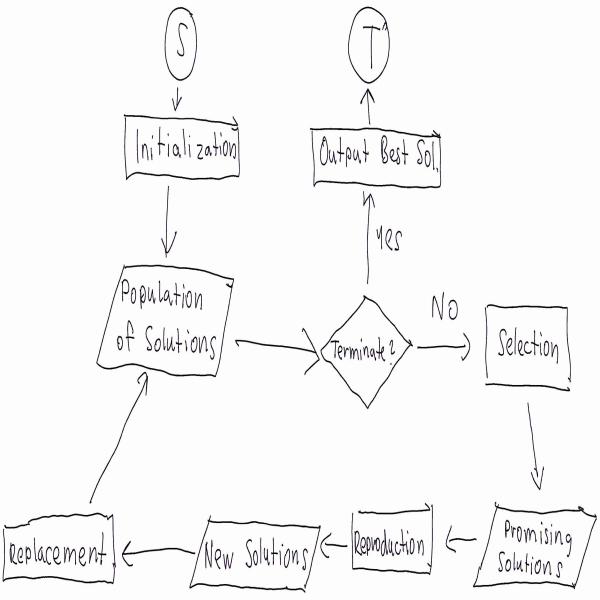 S
T
Initialization
Output Best Sol.
yes
Population
of Solutions
NO
Terminate?
Selection
Promising
Solutions
Reproduction
New Solutions
Replacement